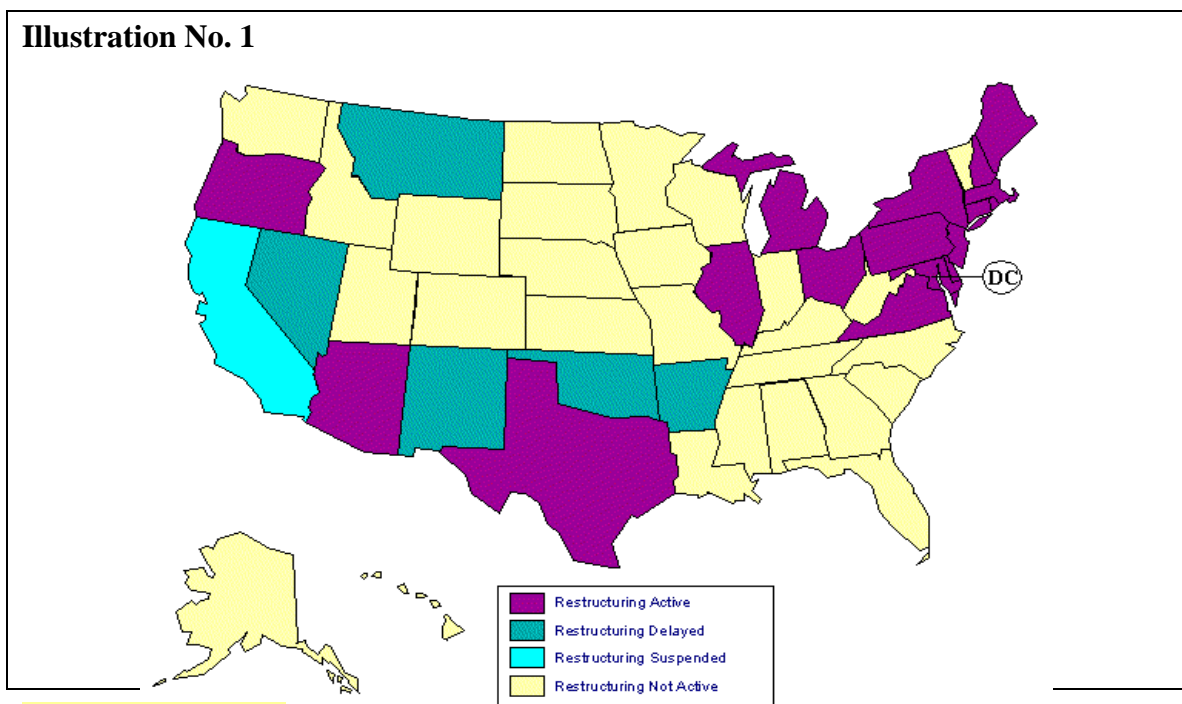 Illustration No. 1
DC
Restructuring Active
Restructuring Delayed
Restructuring Suspended
Restructuring Not Active